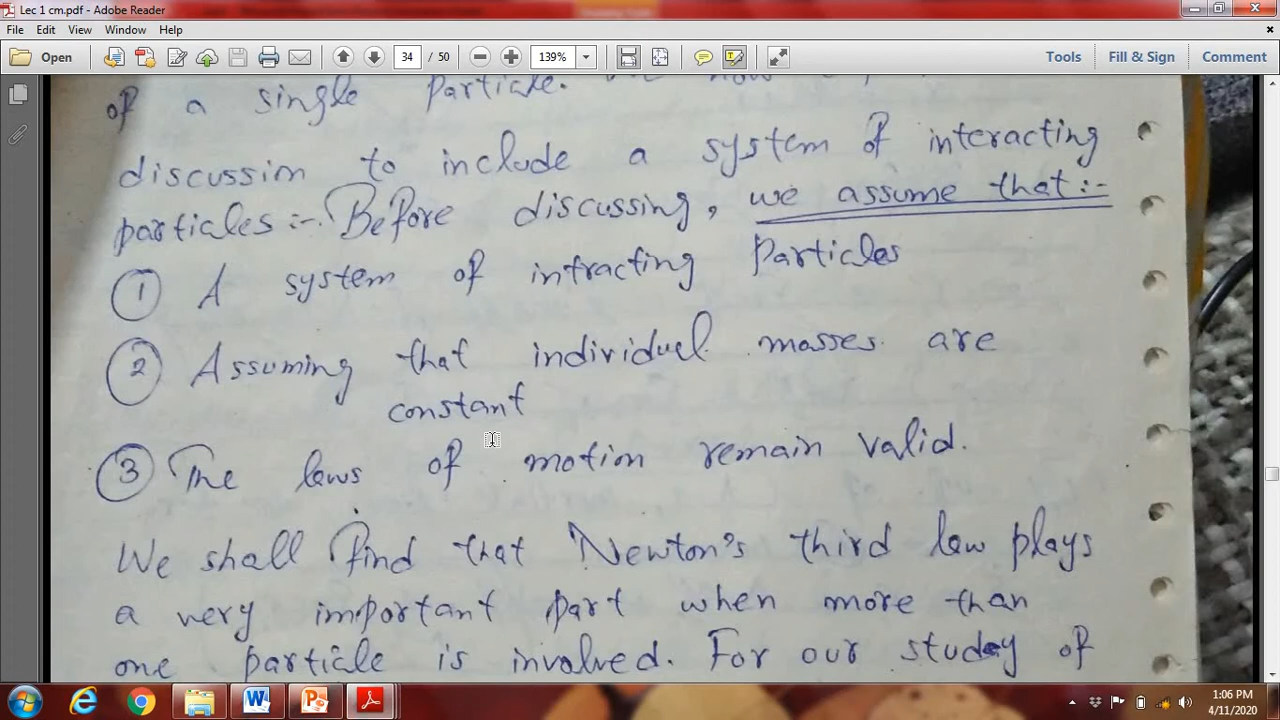 Lec 1 cm.pdf - Adobe Reader
File Edit View Window Help
Open 34 / 50 139% Tools Fill & Sign Comment
of a single particle.
discussion to include a system of interacting
particles :-. Before discussing, we assume that :-
1 A system of intracting Particles
2 Assuming that individuel masses are
constant
3 The laws of motion remain valid.
We shall find that Newton's third law plays
a very important part when more than
one particle is involved. For our study of
1:06 PM
4/11/2020